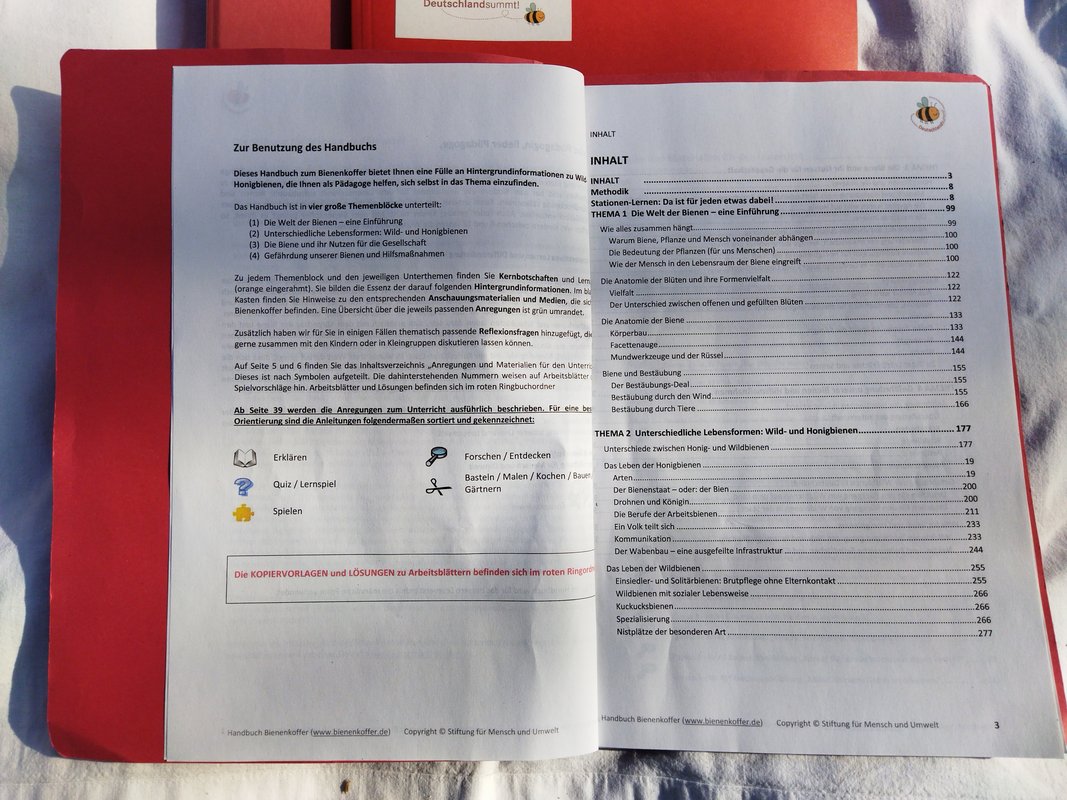 Deutschlandsummt!
Zur Benutzung des Handbuchs
Dieses Handbuch zum Bienenkoffer bietet Ihnen eine Fülle an Hintergrundinformationen zu Wild-
Honigbienen, die Ihnen als Pädagoge helfen, sich selbst in das Thema einzufinden.
Das Handbuch ist in vier große Themenblöcke unterteilt:
(1) Die Welt der Bienen – eine Einführung
(2) Unterschiedliche Lebensformen: Wild- und Honigbienen
(3) Die Biene und ihr Nutzen für die Gesellschaft
(4) Gefährdung unserer Bienen und Hilfsmaßnahmen
Zu jedem Themenblock und den jeweiligen Unterthemen finden Sie Kernbotschaften und Lern
(orange eingerahmt). Sie bilden die Essenz der darauf folgenden Hintergrundinformationen. Im bl
Kasten finden Sie Hinweise zu den entsprechenden Anschauungsmaterialien und Medien, die sic
Bienenkoffer befinden. Eine Übersicht über die jeweils passenden Anregungen ist grün umrandet.
Zusätzlich haben wir für Sie in einigen Fällen thematisch passende Reflexionsfragen hinzugefügt, di
gerne zusammen mit den Kindern oder in Kleingruppen diskutieren lassen können.
Auf Seite 5 und 6 finden Sie das Inhaltsverzeichnis „Anregungen und Materialien für den Unterri
Dieses ist nach Symbolen aufgeteilt. Die dahinterstehenden Nummern weisen auf Arbeitsblätter
Spielvorschläge hin. Arbeitsblätter und Lösungen befinden sich im roten Ringbuchordner
Ab Seite 39 werden die Anregungen zum Unterricht ausführlich beschrieben. Für eine bes
Orientierung sind die Anleitungen folgendermaßen sortiert und gekennzeichnet:
Erklären
Forschen / Entdecken
Quiz / Lernspiel
Basteln / Malen / Kochen / Bauen
Gärtnern
Spielen
Die KOPIERVORLAGEN und LÖSUNGEN zu Arbeitsblättern befinden sich im roten Ringordn
Handbuch Bienenkoffer (www.bienenkoffer.de) Copyright © Stiftung für Mensch und Umwelt
INHALT
INHALT
INHALT 3
Methodik 8
Stationen-Lernen: Da ist für jeden etwas dabei! 8
THEMA 1 Die Welt der Bienen – eine Einführung 99
Wie alles zusammen hängt 99
Warum Biene, Pflanze und Mensch voneinander abhängen 100
Die Bedeutung der Pflanzen (für uns Menschen) 100
Wie der Mensch in den Lebensraum der Biene eingreift 100
Die Anatomie der Blüten und ihre Formenvielfalt 122
Vielfalt 122
Der Unterschied zwischen offenen und gefüllten Blüten 122
Die Anatomie der Biene 133
Körperbau 133
Facettenauge 144
Mundwerkzeuge und der Rüssel 144
Biene und Bestäubung 155
Der Bestäubungs-Deal 155
Bestäubung durch den Wind 155
Bestäubung durch Tiere 166
THEMA 2 Unterschiedliche Lebensformen: Wild- und Honigbienen 177
Unterschiede zwischen Honig- und Wildbienen 177
Das Leben der Honigbienen 19
Arten 19
Der Bienenstaat – oder: der Bien 200
Drohnen und Königin 200
Die Berufe der Arbeitsbienen 211
Ein Volk teilt sich 233
Kommunikation 233
Der Wabenbau – eine ausgefeilte Infrastruktur 244
Das Leben der Wildbienen 255
Einsiedler- und Solitärbienen: Brutpflege ohne Elternkontakt 255
Wildbienen mit sozialer Lebensweise 266
Kuckucksbienen 266
Spezialisierung 266
Nistplätze der besonderen Art 277
Handbuch Bienenkoffer (www.bienenkoffer.de) Copyright © Stiftung für Mensch und Umwelt 3